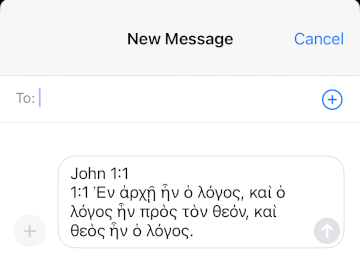 New Message
Cancel
To:
John 1:1
1:1 Ἐν ἀρχῇ ἦν ὁ λόγος, καὶ ὁ
λόγος ἦν πρὸς τὸν θεόν, καὶ
θεὸς ἦν ὁ λόγος.